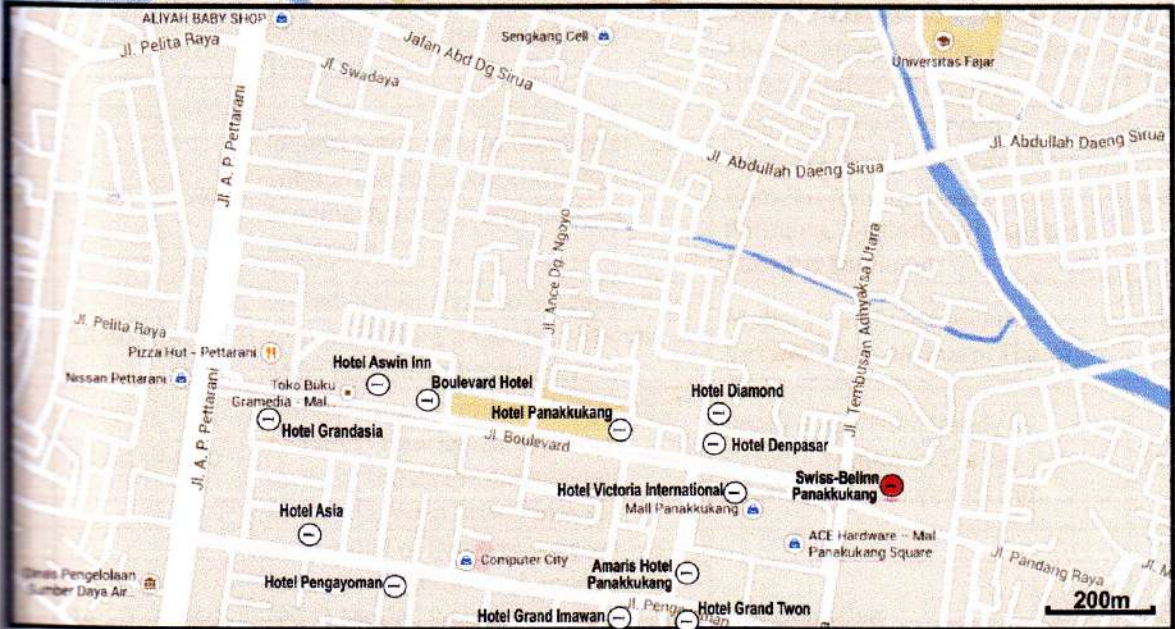 ALIYAH BABY SHOP
Jl. Pelita Raya
Jl. Swadaya
Jalan Abd Dg Sirua
Sengkang Cell
Universitas Fajar
Jl. Abdullah Daeng Sirua
Jl. Abdullah Daeng Sirua
Jl. A. P. Pettarani
Jl. Ance Dg. Ngoyo
Jl. Tembusan Adhyaksa Utara
Jl. Pelita Raya
Pizza Hut - Pettarani
Nissan Pettarani
Jl. A. P. Pettarani
Hotel Aswin Inn
Toko Buku
Gramedia - Mal...
Boulevard Hotel
Hotel Grandasia
Hotel Panakkukang
Jl. Boulevard
Hotel Diamond
Hotel Denpasar
Swiss-Belinn
Panakkukang
Hotel Victoria International
Mall Panakkukang
Hotel Asia
ACE Hardware - Mal
Panakukang Square
Computer City
Amaris Hotel
Panakkukang
Jl. Pandang Raya
Jl. M
Dinas Pengelolaan
Sumber Daya Air...
Hotel Pengayoman
Hotel Grand Imawan
Jl. Penga
man
Hotel Grand Twon
200m